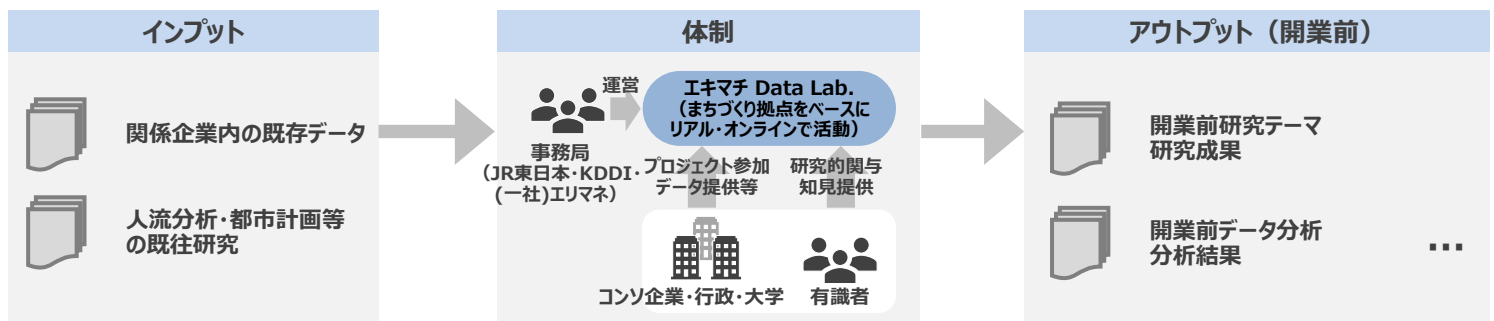 インプット
関係企業内の既存データ
人流分析・都市計画等
の既往研究
体制
運営
エキマチ Data Lab.
（まちづくり拠点をベースに
リアル・オンラインで活動）
事務局
（JR東日本・KDDI・
(一社)エリマネ）
プロジェクト参加
データ提供等
研究的関与
知見提供
コンソ企業・行政・大学
有識者
アウトプット（開業前）
開業前研究テーマ
研究成果
開業前データ分析
分析結果
…